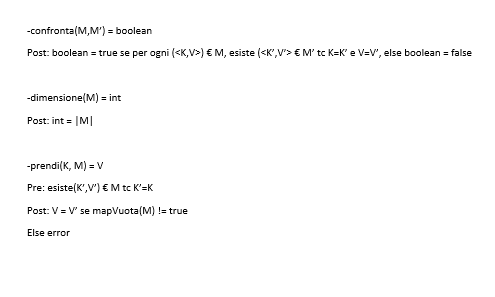 -confronta(M,M’) = boolean
Post: boolean = true se per ogni (<K,V>) € M, esiste (<K’,V’> € M’ tc K=K’ e V=V’, else boolean = false
-dimensione(M) = int
Post: int = |M|
-prendi(K, M) = V
Pre: esiste(K’,V’) € M tc K’=K
Post: V = V’ se mapVuota(M) != true
Else error